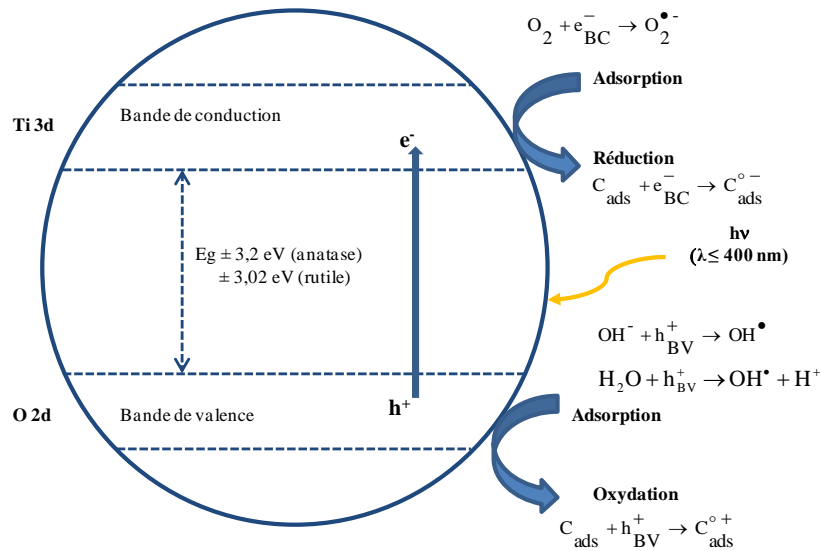 O₂ + e⁻BC → O₂•⁻
Adsorption
Ti 3d
Bande de conduction
e⁻
Réduction
Cads + e⁻BC → C°⁻ads
hν
(λ ≤ 400 nm)
Eg ± 3,2 eV (anatase)
± 3,02 eV (rutile)
OH⁻ + h⁺BV → OH•
H₂O + h⁺BV → OH• + H⁺
O 2d
Bande de valence
h⁺
Adsorption
Oxydation
Cads + h⁺BV → C°⁺ads